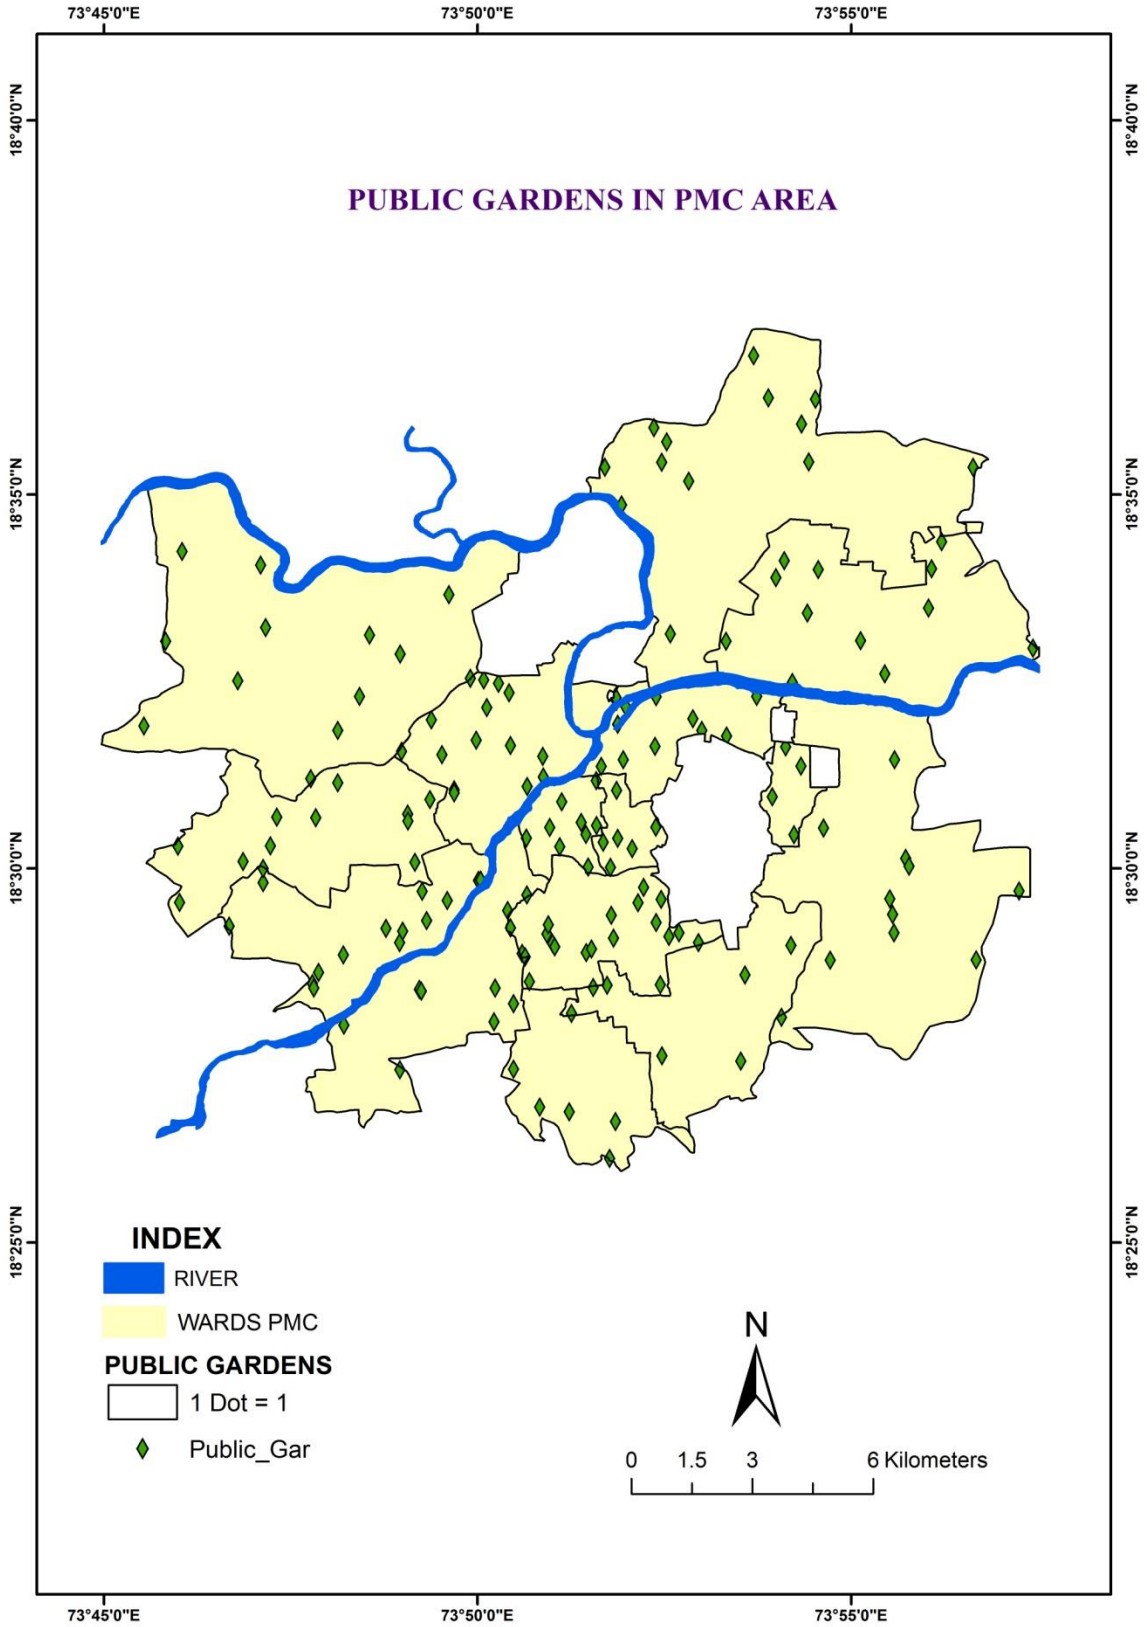 73°45'0"E 73°50'0"E 73°55'0"E
18°40'0"N 18°40'0"N
PUBLIC GARDENS IN PMC AREA
18°35'0"N 18°35'0"N
18°30'0"N 18°30'0"N
18°25'0"N 18°25'0"N
INDEX
RIVER
WARDS PMC
PUBLIC GARDENS
1 Dot = 1
Public_Gar
N
0 1.5 3 6 Kilometers
73°45'0"E 73°50'0"E 73°55'0"E